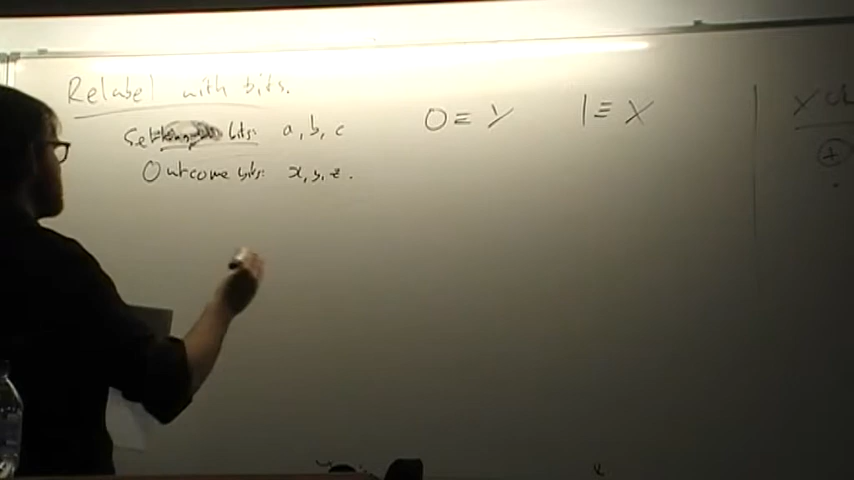 Relabel with bits.
Setting bits: a, b, c 0 ≡ Y 1 ≡ X
Outcome bits: x, y, z.
⊕